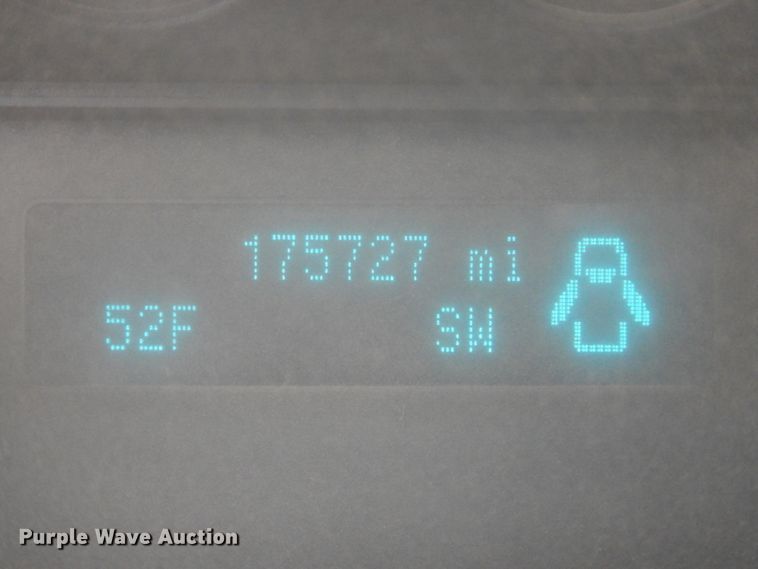 175727 mi
52F SW
Purple Wave Auction